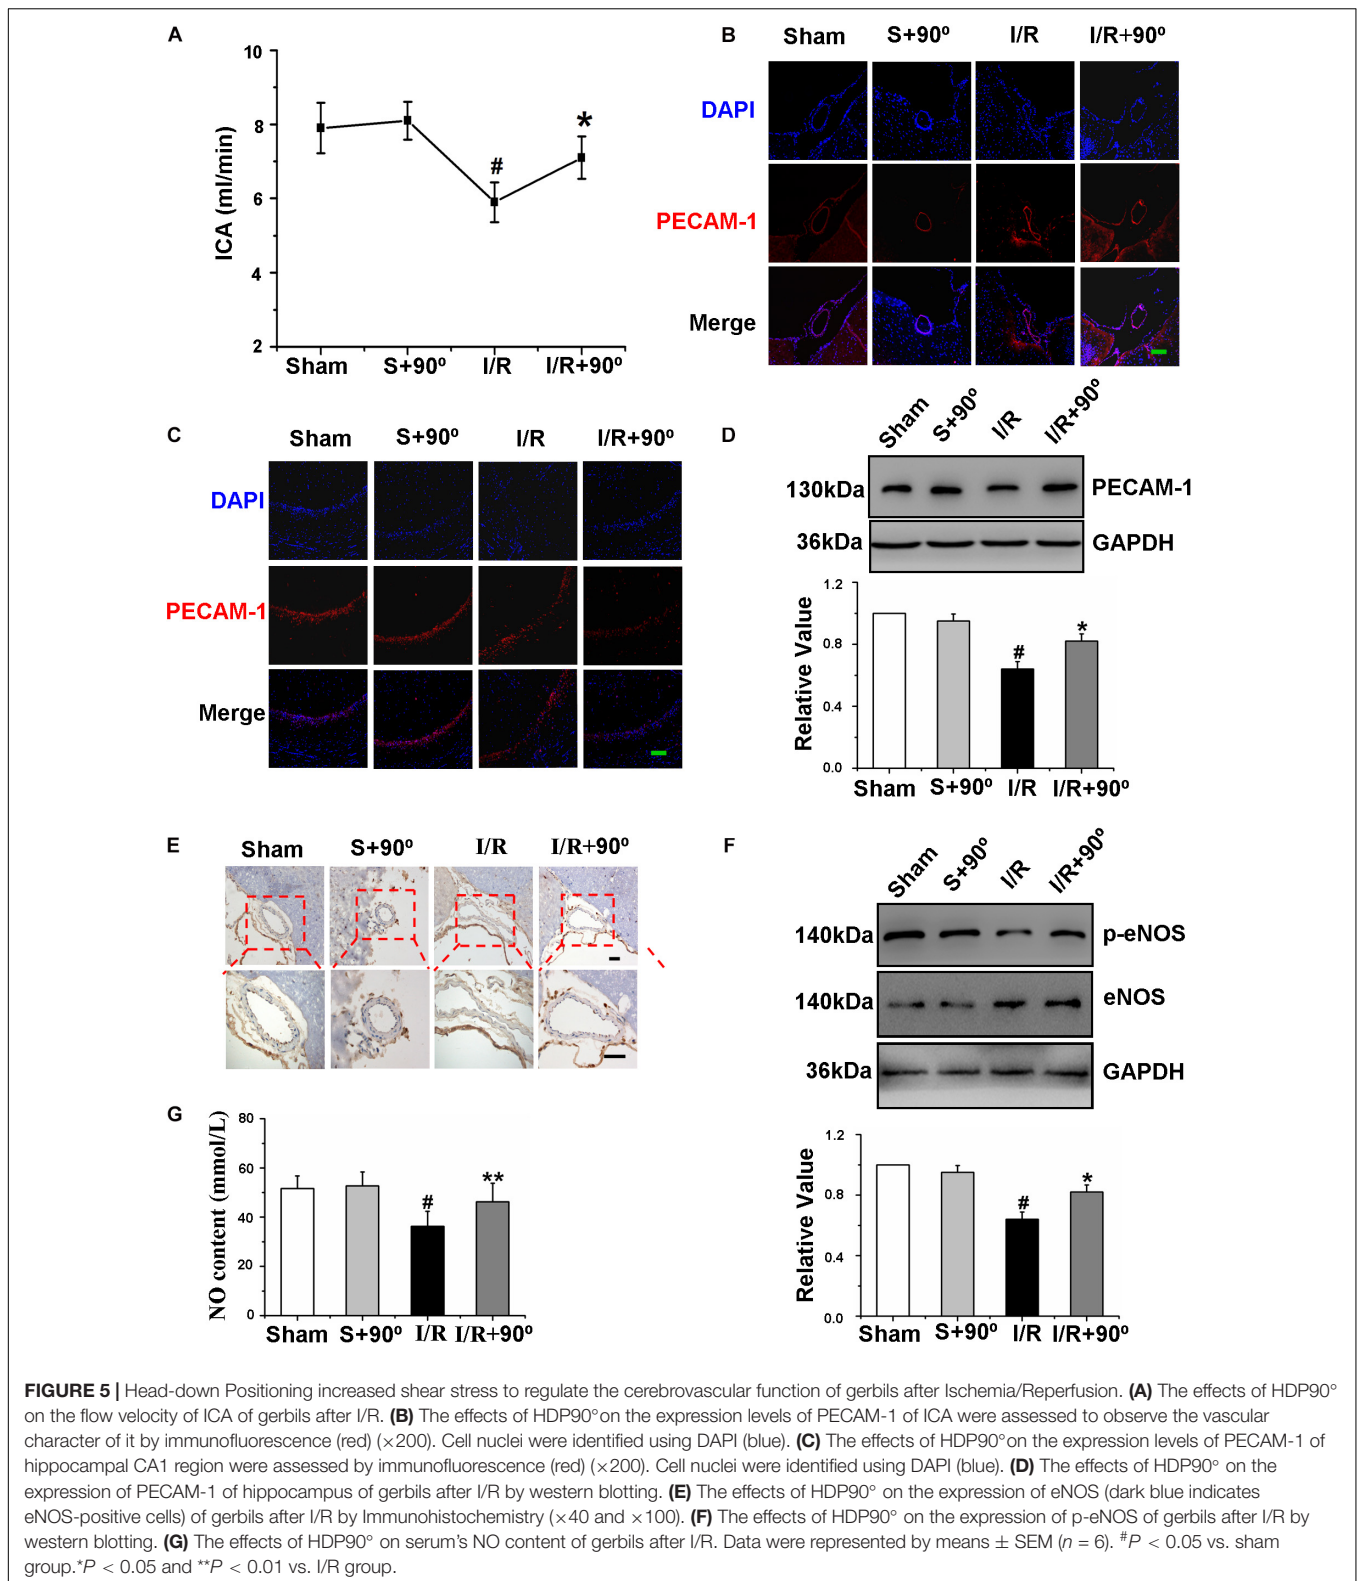 A
10
8
6
4
2
ICA (ml/min)
#
*
Sham S+90º I/R I/R+90º
B
Sham S+90º I/R I/R+90º
DAPI
PECAM-1
Merge
C
Sham S+90º I/R I/R+90º
DAPI
PECAM-1
Merge
D
Sham S+90º I/R I/R+90º
130kDa PECAM-1
36kDa GAPDH
1.2
0.8
0.4
0.0
Relative Value
#
*
Sham S+90º I/R I/R+90º
E
Sham S+90º I/R I/R+90º
F
Sham S+90º I/R I/R+90º
140kDa p-eNOS
140kDa eNOS
36kDa GAPDH
1.2
0.8
0.4
0.0
Relative Value
#
*
Sham S+90º I/R I/R+90º
G
80
60
40
20
0
NO content (mmol/L)
#
**
Sham S+90º I/R I/R+90º
FIGURE 5 | Head-down Positioning increased shear stress to regulate the cerebrovascular function of gerbils after Ischemia/Reperfusion. (A) The effects of HDP90°
on the flow velocity of ICA of gerbils after I/R. (B) The effects of HDP90°on the expression levels of PECAM-1 of ICA were assessed to observe the vascular
character of it by immunofluorescence (red) (×200). Cell nuclei were identified using DAPI (blue). (C) The effects of HDP90°on the expression levels of PECAM-1 of
hippocampal CA1 region were assessed by immunofluorescence (red) (×200). Cell nuclei were identified using DAPI (blue). (D) The effects of HDP90° on the
expression of PECAM-1 of hippocampus of gerbils after I/R by western blotting. (E) The effects of HDP90° on the expression of eNOS (dark blue indicates
eNOS-positive cells) of gerbils after I/R by Immunohistochemistry (×40 and ×100). (F) The effects of HDP90° on the expression of p-eNOS of gerbils after I/R by
western blotting. (G) The effects of HDP90° on serum's NO content of gerbils after I/R. Data were represented by means ± SEM (n = 6). #P < 0.05 vs. sham
group.*P < 0.05 and **P < 0.01 vs. I/R group.